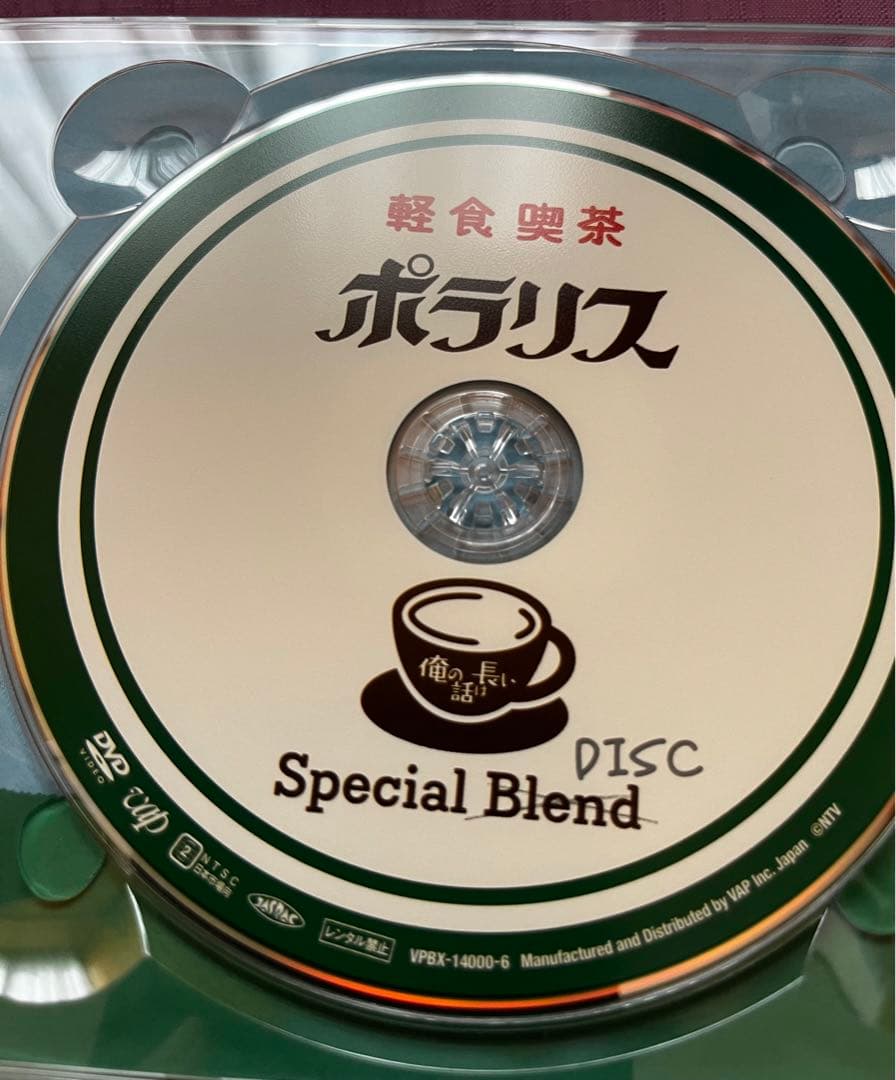 軽食 喫茶
ポラリス
俺の 長い
話は
DISC
Special Blend
DVD
VIDEO
vap
2 NTSC
日本市場向
JASRAC
レンタル禁止
VPBX-14000-6 Manufactured and Distributed by VAP Inc. Japan ©NTV